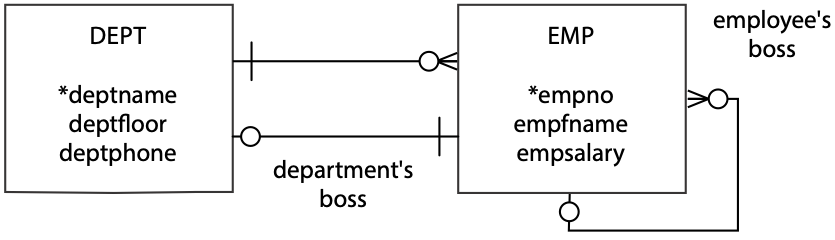 DEPT
*deptname
deptfloor
deptphone
department's
boss
EMP
*empno
empfname
empsalary
employee's
boss